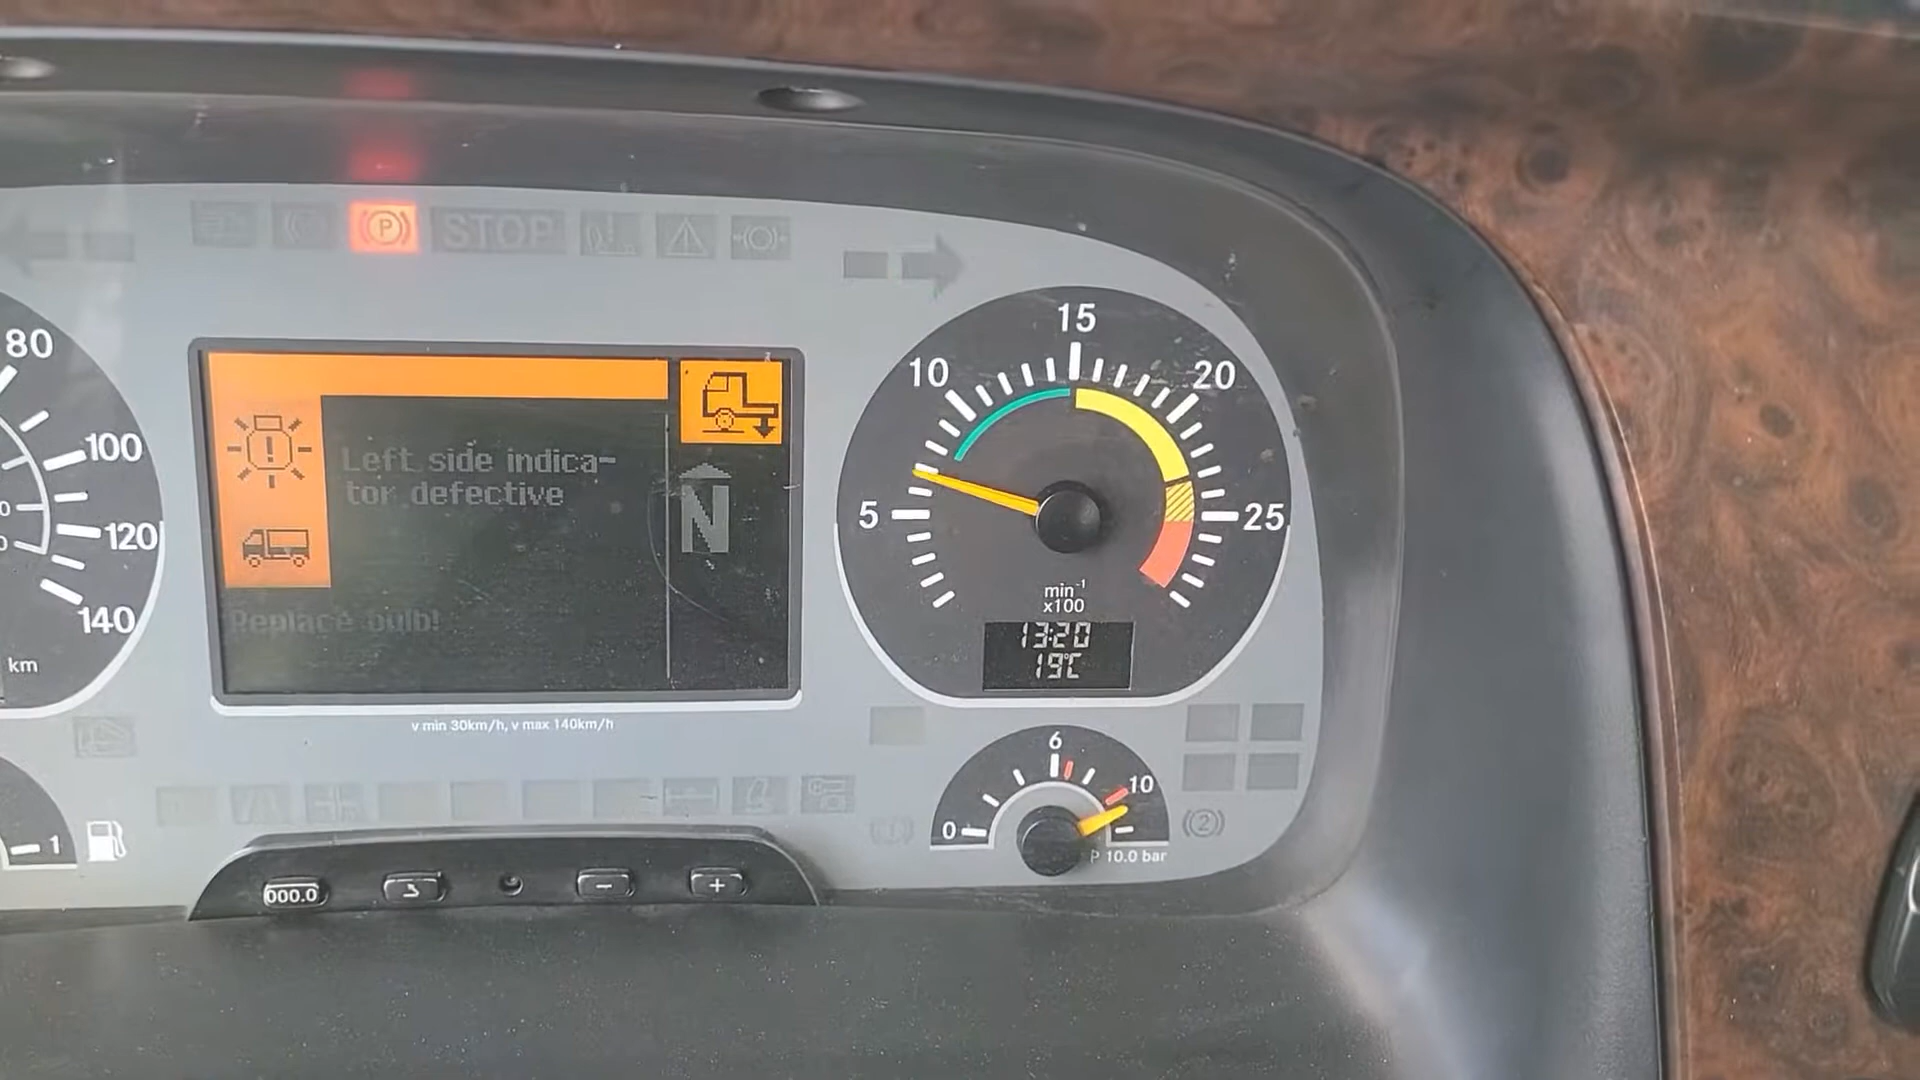 P
STOP
80
100
120
140
km
Left side indica-
tor defective
N
Replace bulb!
v min 30km/h, v max 140km/h
5
10
15
20
25
min-1
x100
13:20
19°C
0
6
10
P 10.0 bar
2
1
000.0